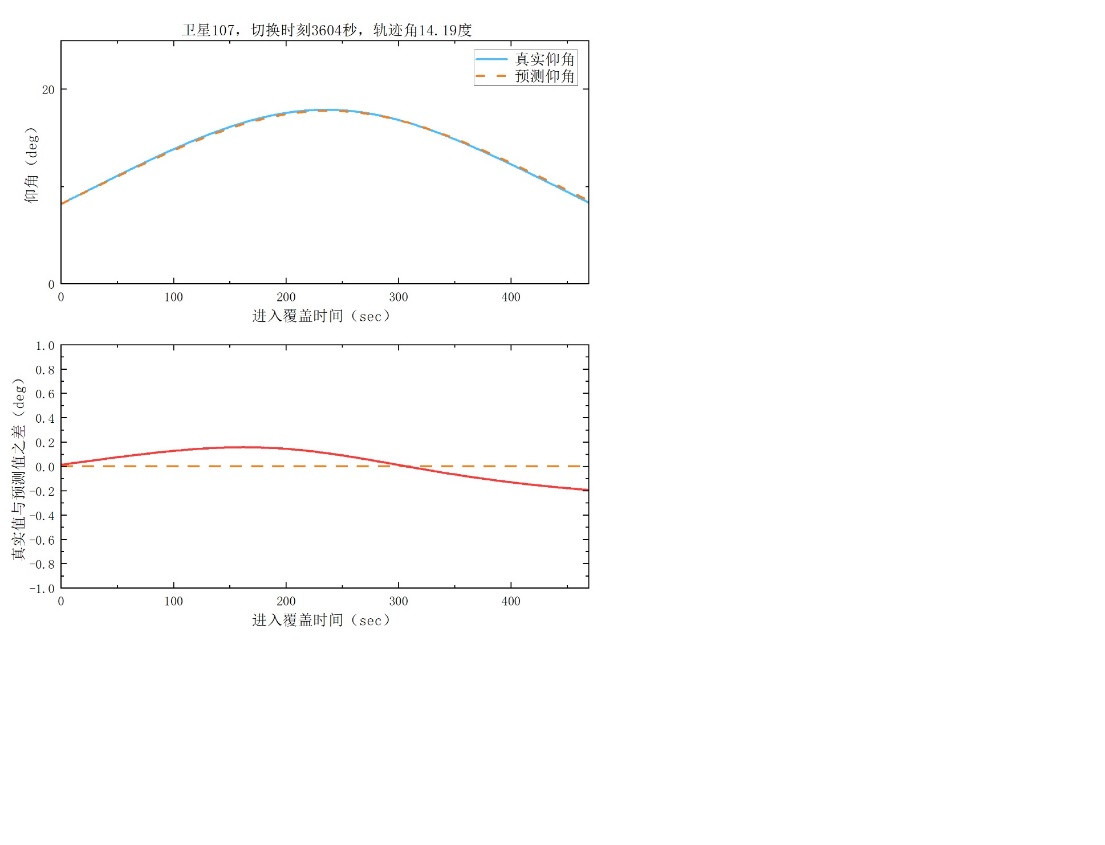 卫星107，切换时刻3604秒，轨迹角14.19度
真实仰角
预测仰角
仰角（deg）
20
0
0 100 200 300 400
进入覆盖时间（sec）
真实值与预测值之差（deg）
1.0
0.8
0.6
0.4
0.2
0.0
-0.2
-0.4
-0.6
-0.8
-1.0
0 100 200 300 400
进入覆盖时间（sec）